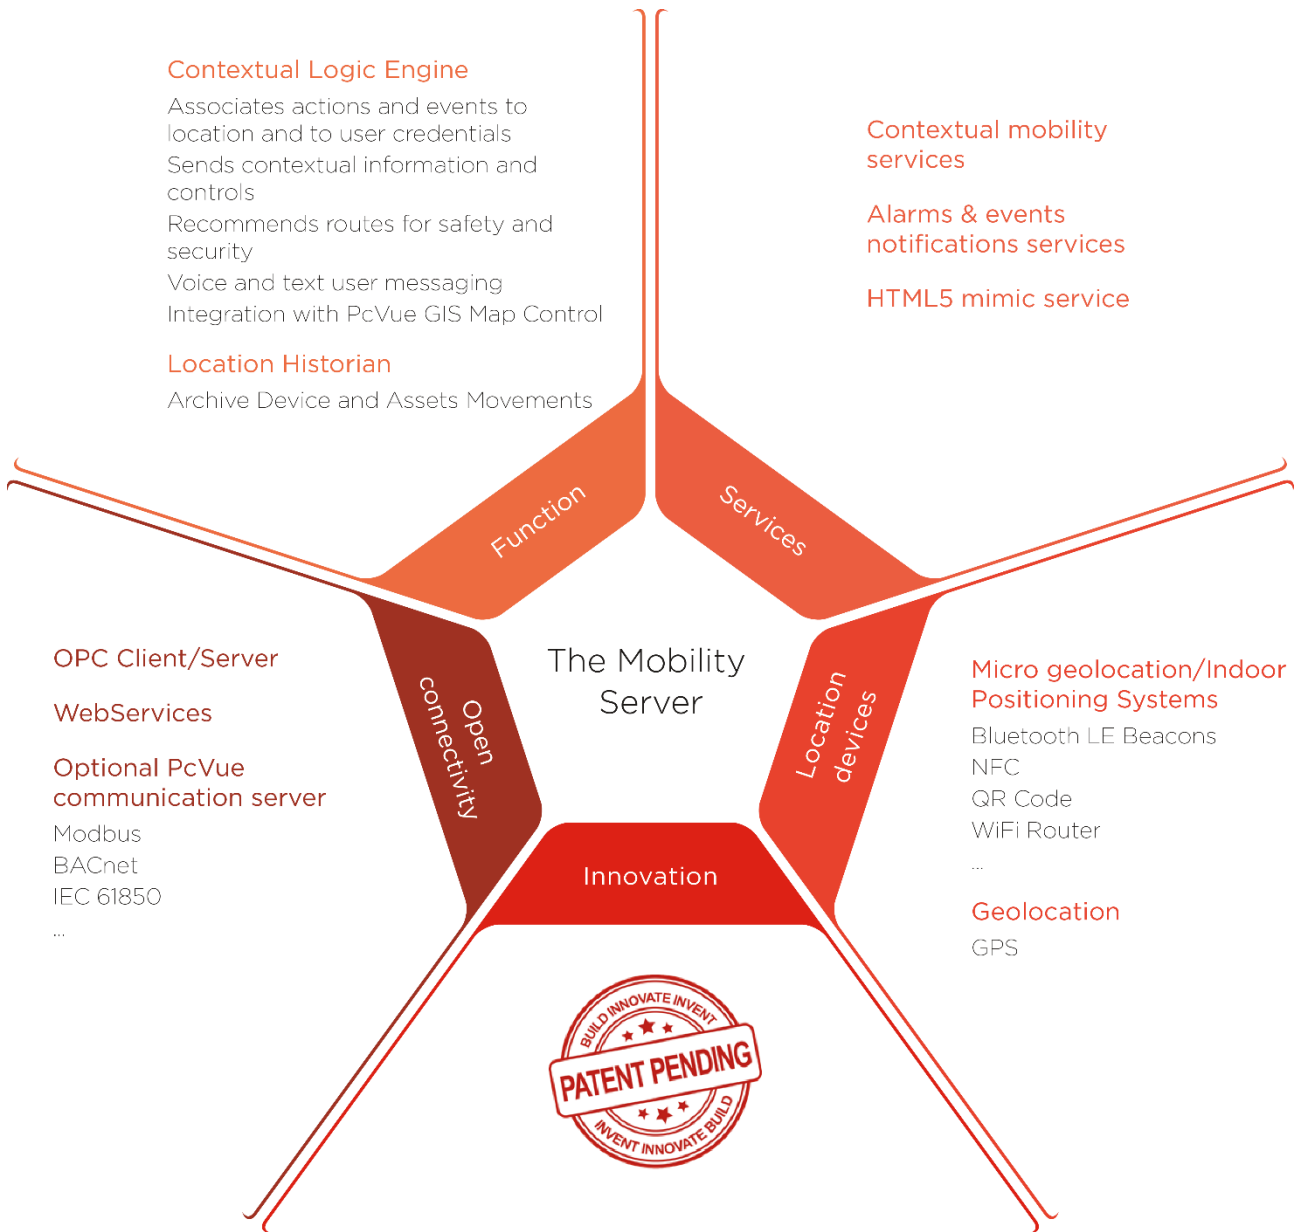 Contextual Logic Engine
Associates actions and events to
location and to user credentials
Sends contextual information and
controls
Recommends routes for safety and
security
Voice and text user messaging
Integration with PcVue GIS Map Control
Location Historian
Archive Device and Assets Movements
Contextual mobility
services
Alarms & events
notifications services
HTML5 mimic service
Function
Services
The Mobility
Server
OPC Client/Server
WebServices
Optional PcVue
communication server
Modbus
BACnet
IEC 61850
...
Open
connectivity
Location
devices
Micro geolocation/Indoor
Positioning Systems
Bluetooth LE Beacons
NFC
QR Code
WiFi Router
...
Geolocation
GPS
Innovation
BUILD INNOVATE INVENT
PATENT PENDING
INVENT INNOVATE BUILD